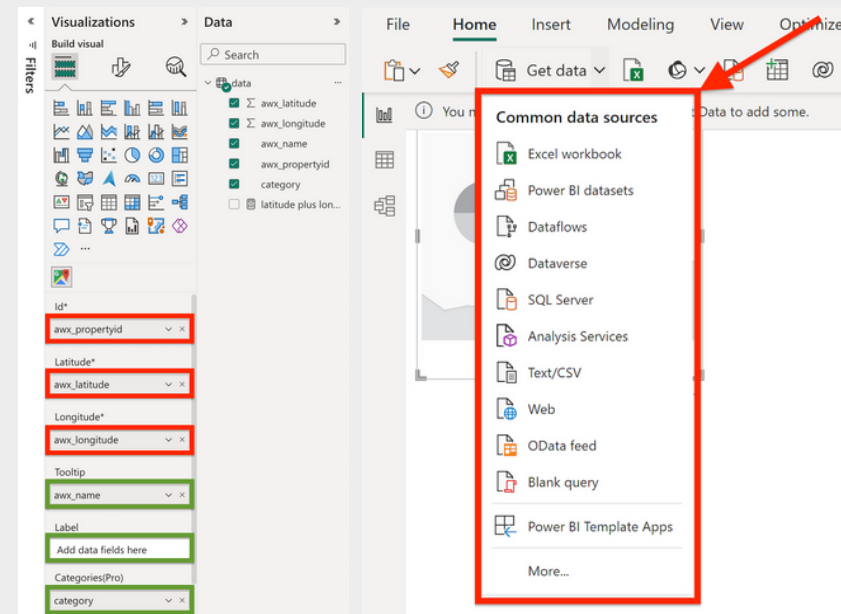 Visualizations
Build visual
Filters
Id*
awx_propertyid
Latitude*
awx_latitude
Longitude*
awx_longitude
Tooltip
awx_name
Label
Add data fields here
Categories(Pro)
category
Data
Search
data
awx_latitude
awx_longitude
awx_name
awx_propertyid
category
latitude plus lon...
File Home Insert Modeling View Optimize
Get data
You n
Data to add some.
Common data sources
Excel workbook
Power BI datasets
Dataflows
Dataverse
SQL Server
Analysis Services
Text/CSV
Web
OData feed
Blank query
Power BI Template Apps
More...